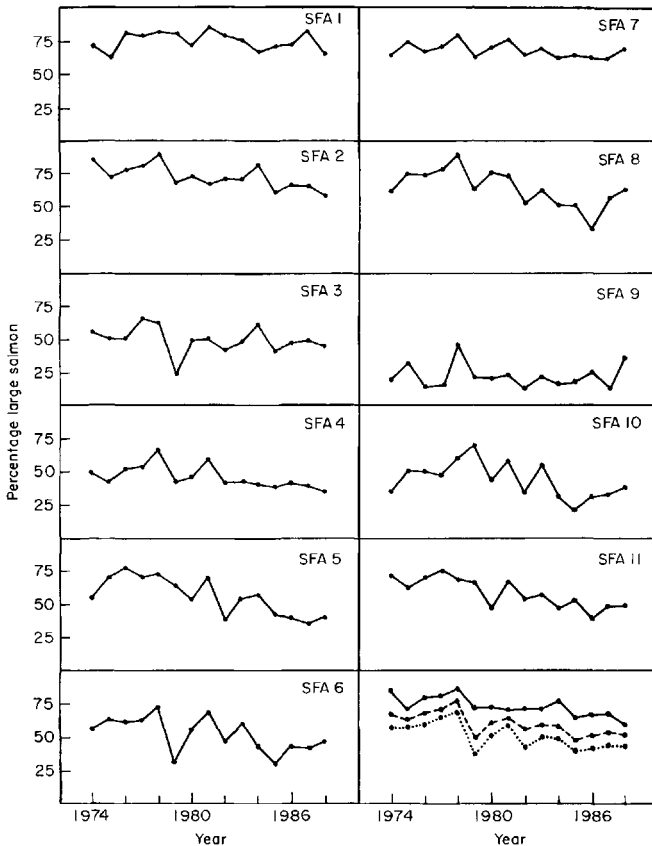 SFA 1
SFA 7
75
50
25
SFA 2
SFA 8
75
50
25
SFA 3
SFA 9
75
50
25
SFA 4
SFA 10
75
50
25
SFA 5
SFA 11
75
50
25
SFA 6
75
50
25
Percentage large salmon
1974 1980 1986 1974 1980 1986
Year Year